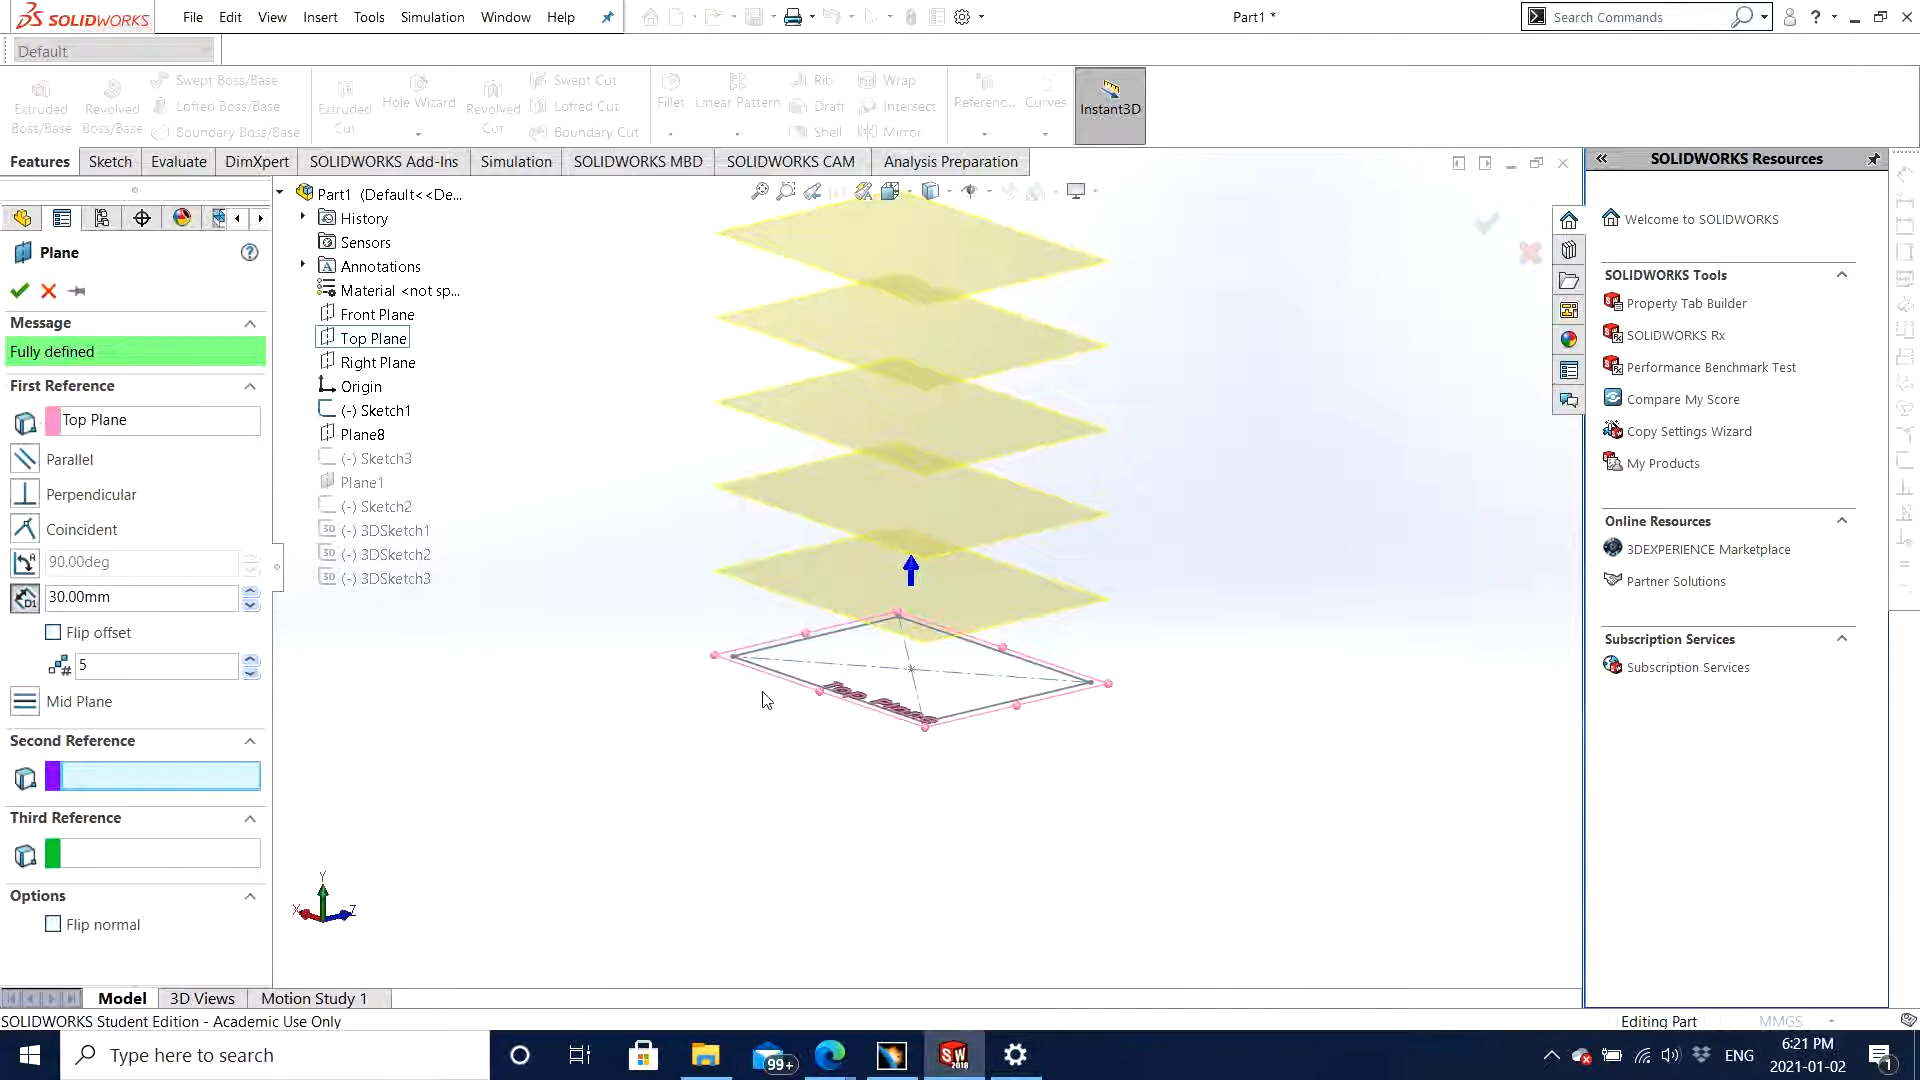 SOLIDWORKS File Edit View Insert Tools Simulation Window Help Part1 * Search Commands ?
Default
Extruded Boss/Base
Revolved Boss/Base
Swept Boss/Base
Lofted Boss/Base
Boundary Boss/Base
Extruded Cut
Hole Wizard
Revolved Cut
Swept Cut
Lofted Cut
Boundary Cut
Fillet
Linear Pattern
Rib
Draft
Shell
Wrap
Intersect
Mirror
Referenc...
Curves
Instant3D
Features Sketch Evaluate DimXpert SOLIDWORKS Add-Ins Simulation SOLIDWORKS MBD SOLIDWORKS CAM Analysis Preparation
Plane
Message
Fully defined
First Reference
Top Plane
Parallel
Perpendicular
Coincident
90.00deg
30.00mm
Flip offset
5
Mid Plane
Second Reference
Third Reference
Options
Flip normal
Part1 (Default<<De...
History
Sensors
Annotations
Material <not sp...
Front Plane
Top Plane
Right Plane
Origin
(-) Sketch1
Plane8
(-) Sketch3
Plane1
(-) Sketch2
3D (-) 3DSketch1
3D (-) 3DSketch2
3D (-) 3DSketch3
Top Plane
Y
X
Z
SOLIDWORKS Resources
Welcome to SOLIDWORKS
SOLIDWORKS Tools
Property Tab Builder
SOLIDWORKS Rx
Performance Benchmark Test
Compare My Score
Copy Settings Wizard
My Products
Online Resources
3DEXPERIENCE Marketplace
Partner Solutions
Subscription Services
Subscription Services
Model 3D Views Motion Study 1
SOLIDWORKS Student Edition - Academic Use Only
Editing Part MMGS
Type here to search
99+
SW 2018
ENG
6:21 PM
2021-01-02
1